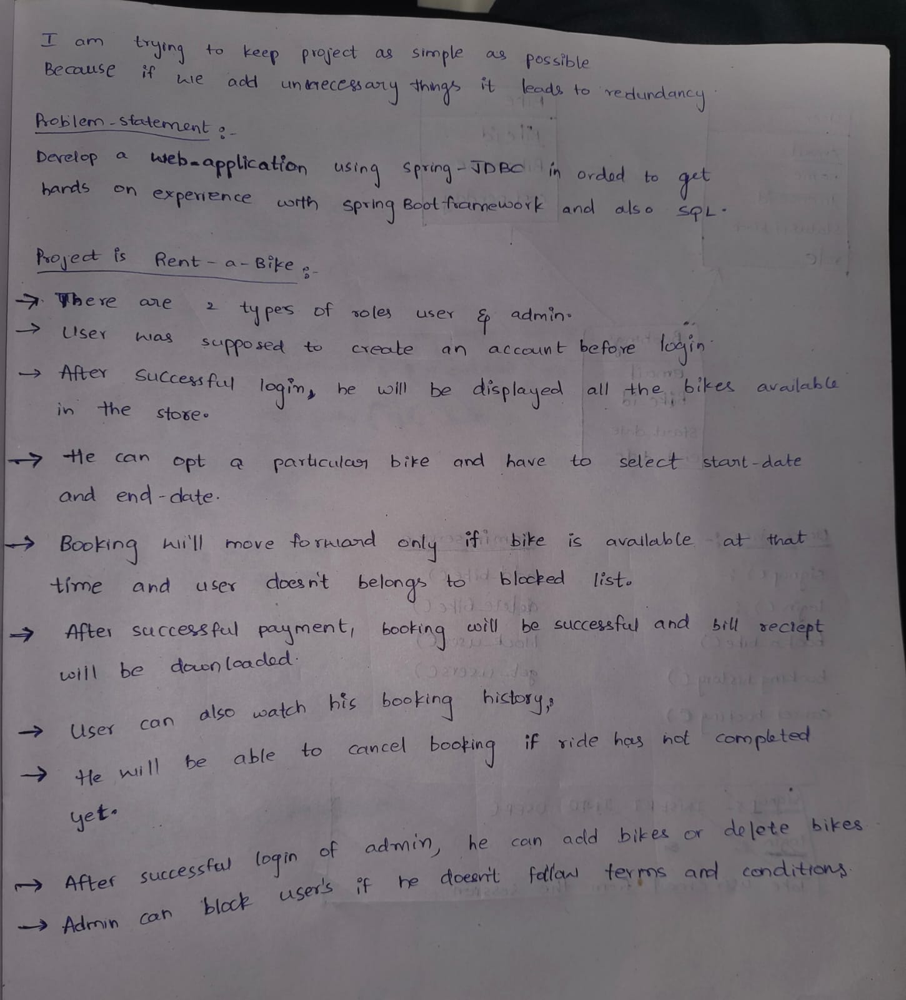 I am trying to keep project as simple as possible
Because if we add unnecessary things it leads to redundancy.
Problem-statement :-
Develop a web-application using spring-JDBC in orded to get
hands on experience with spring Boot framework and also SQL.
Project is Rent-a-Bike :-
→ There are 2 types of roles user & admin.
→ User was supposed to create an account before login.
→ After successful login, he will be displayed all the bikes available
in the store.
→ He can opt a particular bike and have to select start-date
and end-date.
→ Booking will move forward only if bike is available at that
time and user doesn't belongs to blocked list.
→ After successful payment, booking will be successful and bill reciept
will be downloaded.
→ User can also watch his booking history,
→ He will be able to cancel booking if ride has not completed
yet.
→ After successful login of admin, he can add bikes or delete bikes
→ Admin can block user's if he doesn't follow terms and conditions.